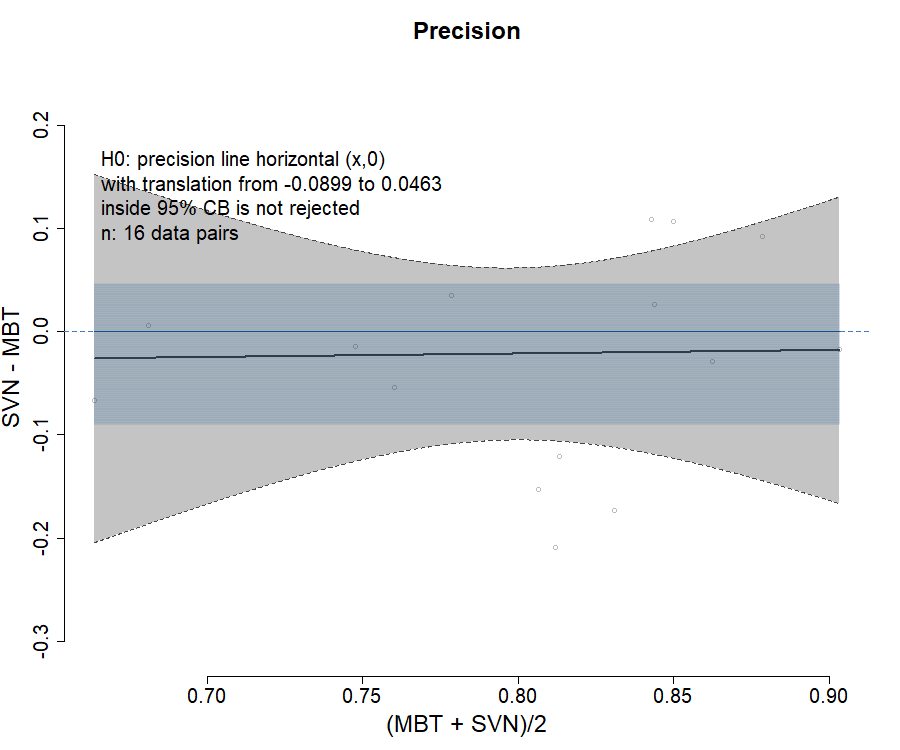 Precision
H0: precision line horizontal (x,0)
with translation from -0.0899 to 0.0463
inside 95% CB is not rejected
n: 16 data pairs
SVN - MBT
0.2
0.1
0.0
-0.1
-0.2
-0.3
0.70 0.75 0.80 0.85 0.90
(MBT + SVN)/2